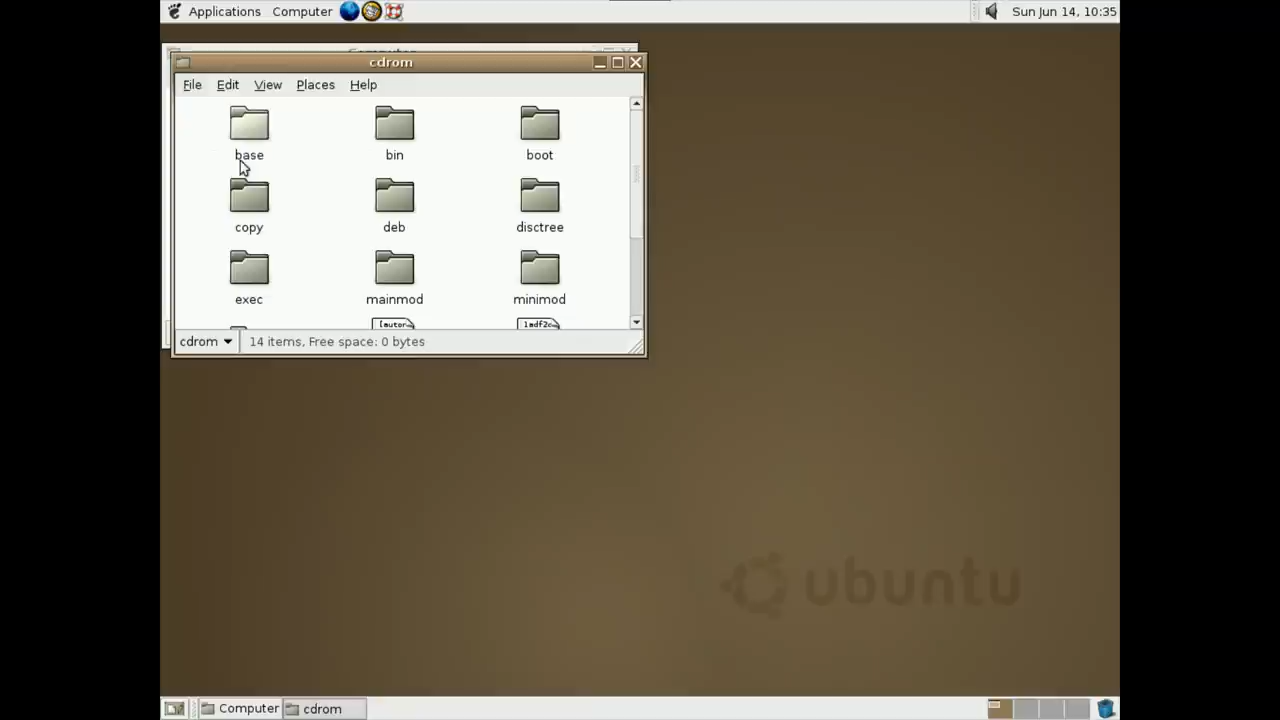 Applications Computer Sun Jun 14, 10:35
cdrom
File Edit View Places Help
base bin boot
copy deb disctree
exec mainmod minimod
[autor
cdrom 14 items, Free space: 0 bytes
ubuntu
Computer cdrom